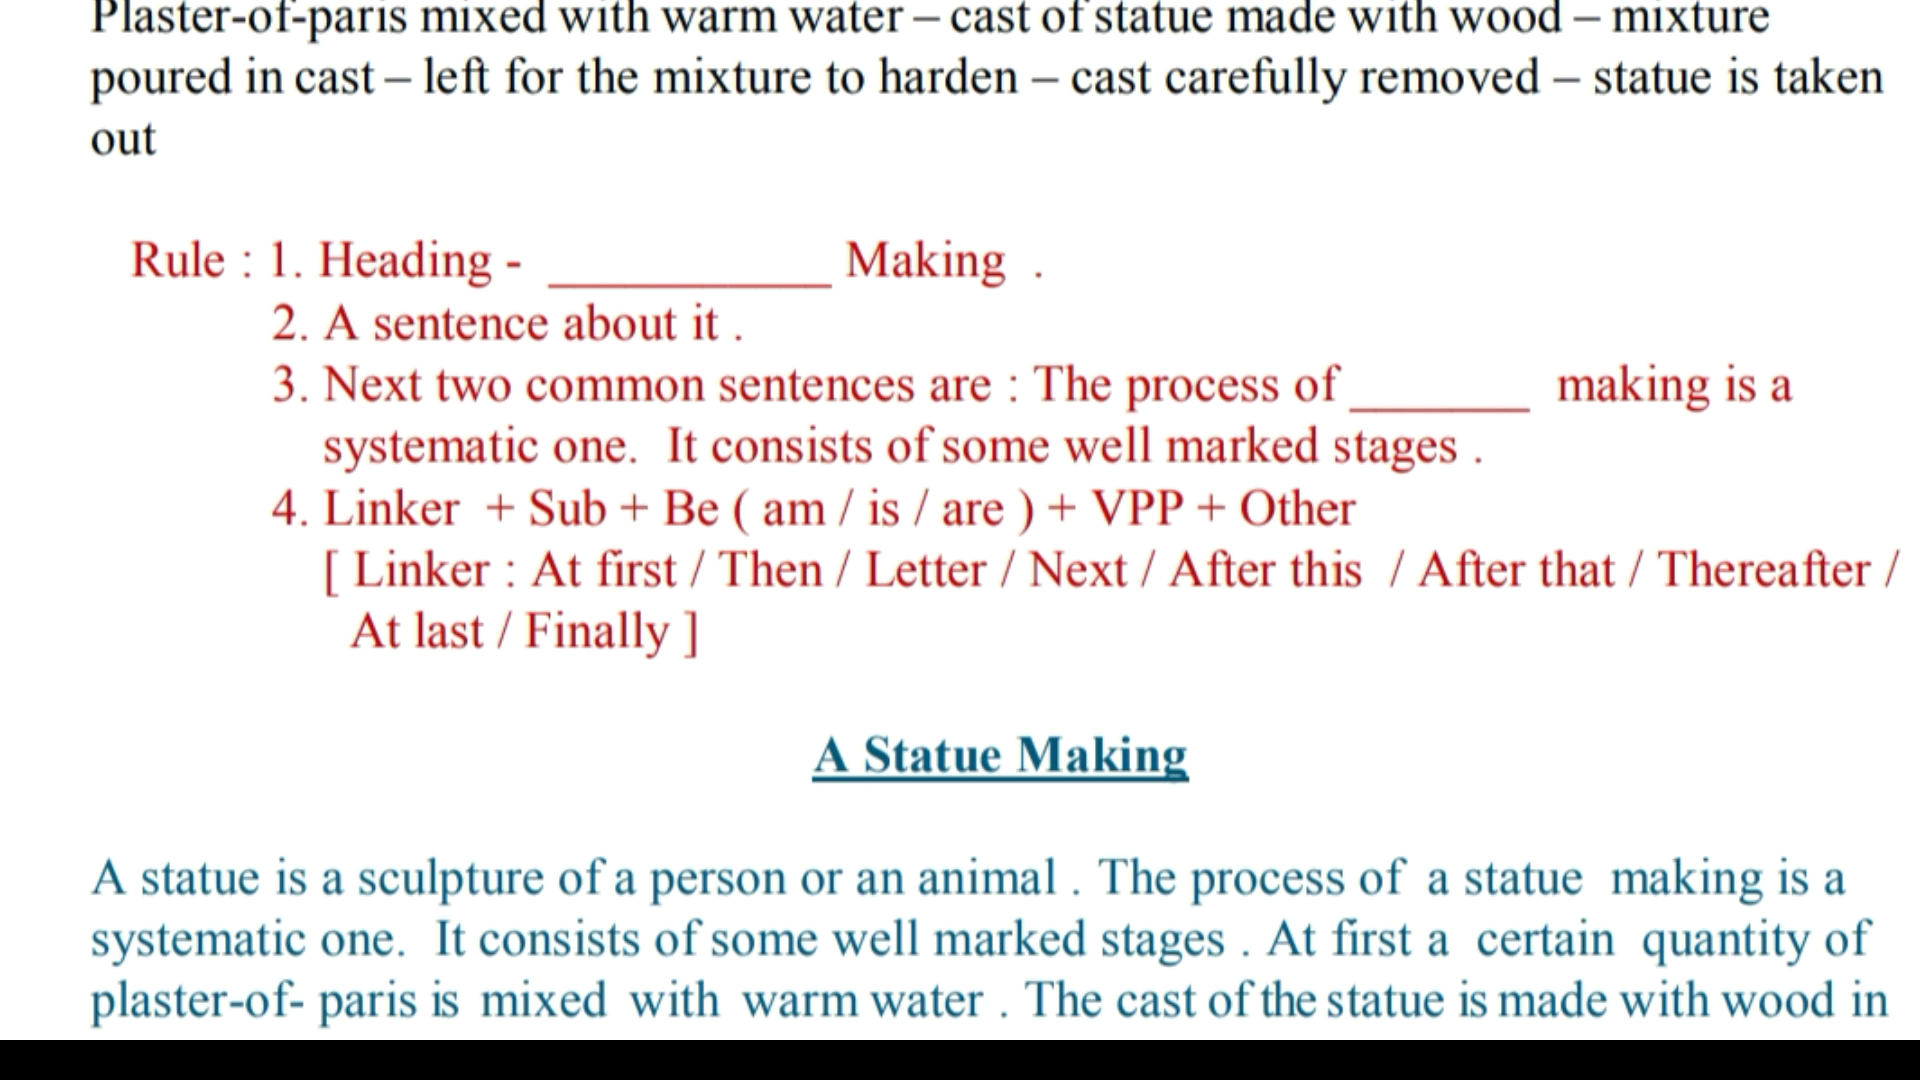 Plaster-of-paris mixed with warm water – cast of statue made with wood – mixture
poured in cast – left for the mixture to harden – cast carefully removed – statue is taken
out
Rule : 1. Heading - ____________ Making .
2. A sentence about it .
3. Next two common sentences are : The process of ________ making is a
systematic one. It consists of some well marked stages .
4. Linker + Sub + Be ( am / is / are ) + VPP + Other
[ Linker : At first / Then / Letter / Next / After this / After that / Thereafter /
At last / Finally ]
A Statue Making
A statue is a sculpture of a person or an animal . The process of a statue making is a
systematic one. It consists of some well marked stages . At first a certain quantity of
plaster-of- paris is mixed with warm water . The cast of the statue is made with wood in